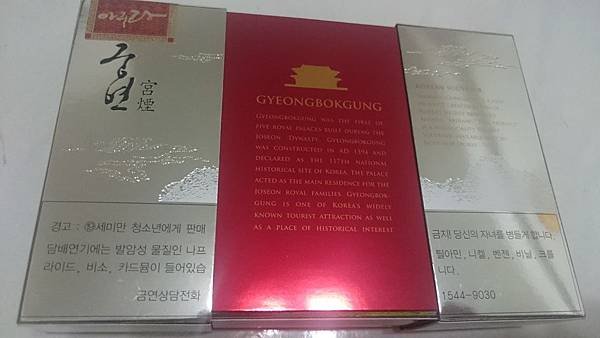 아리랑
궁
연
宮煙
경고 : ⑲세미만 청소년에게 판매
담배연기에는 발암성 물질인 나프
라이드, 비소, 카드뮴이 들어있습
금연상담전화
GYEONGBOKGUNG
GYEONGBOKGUNG WAS THE FIRST OF
FIVE ROYAL PALACES BUILT DURING THE
JOSEON DYNASTY. GYEONGBOKGUNG
WAS CONSTRUCTED IN AD 1394 AND
DECLARED AS THE 117TH NATIONAL
HISTORICAL SITE OF KOREA. THE PALACE
ACTED AS THE MAIN RESIDENCE FOR THE
JOSEON ROYAL FAMILIES. GYEONGBOK-
GUNG IS ONE OF KOREA'S WIDELY
KNOWN TOURIST ATTRACTION AS WELL
AS A PLACE OF HISTORICAL INTEREST
금지! 당신의 자녀를 병들게 합니다.
틸아민, 니켈, 벤젠, 비닐, 크롤
니다.
1544-9030